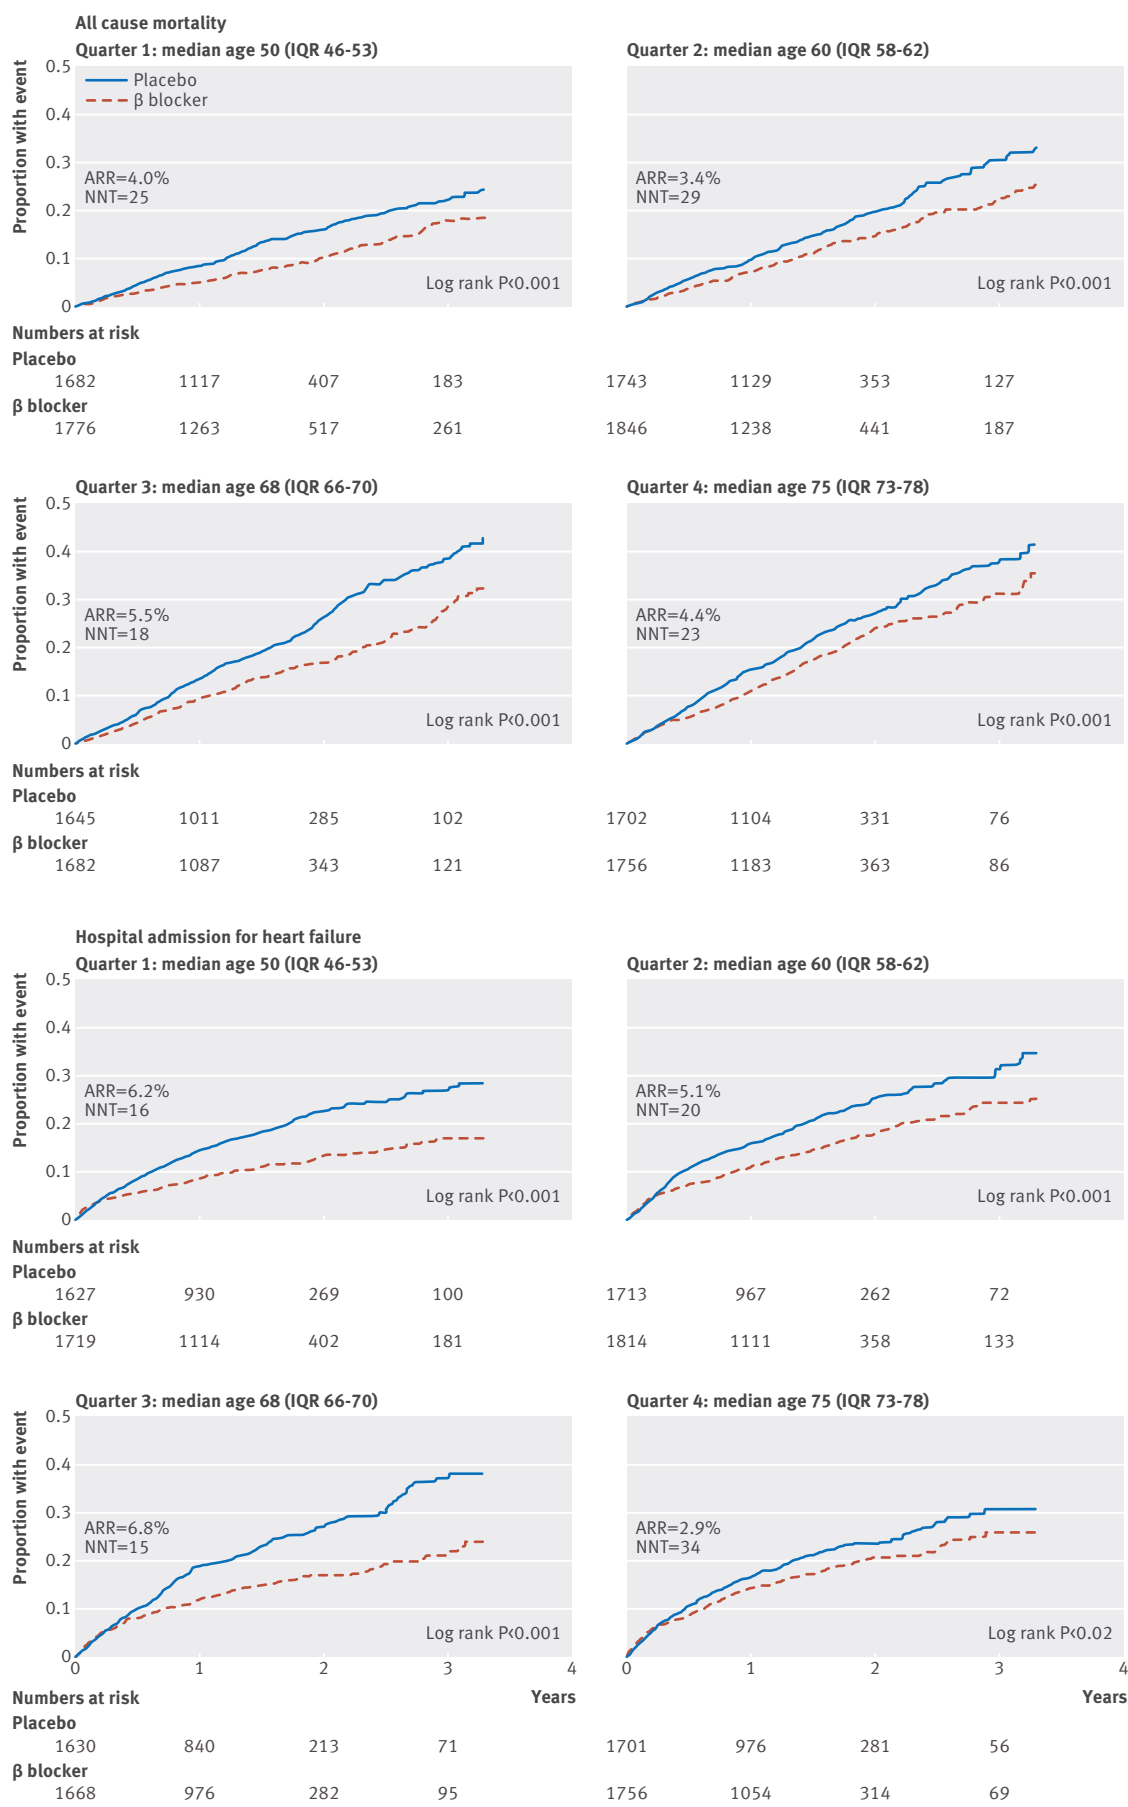 All cause mortality
Quarter 1: median age 50 (IQR 46-53)
Proportion with event
0.5
0.4
0.3
0.2
0.1
0
Placebo
β blocker
ARR=4.0%
NNT=25
Log rank P<0.001
Quarter 2: median age 60 (IQR 58-62)
ARR=3.4%
NNT=29
Log rank P<0.001
Numbers at risk
Placebo
1682 1117 407 183 1743 1129 353 127
β blocker
1776 1263 517 261 1846 1238 441 187
Quarter 3: median age 68 (IQR 66-70)
Proportion with event
0.5
0.4
0.3
0.2
0.1
0
ARR=5.5%
NNT=18
Log rank P<0.001
Quarter 4: median age 75 (IQR 73-78)
ARR=4.4%
NNT=23
Log rank P<0.001
Numbers at risk
Placebo
1645 1011 285 102 1702 1104 331 76
β blocker
1682 1087 343 121 1756 1183 363 86
Hospital admission for heart failure
Quarter 1: median age 50 (IQR 46-53)
Proportion with event
0.5
0.4
0.3
0.2
0.1
0
ARR=6.2%
NNT=16
Log rank P<0.001
Quarter 2: median age 60 (IQR 58-62)
ARR=5.1%
NNT=20
Log rank P<0.001
Numbers at risk
Placebo
1627 930 269 100 1713 967 262 72
β blocker
1719 1114 402 181 1814 1111 358 133
Quarter 3: median age 68 (IQR 66-70)
Proportion with event
0.5
0.4
0.3
0.2
0.1
0
ARR=6.8%
NNT=15
Log rank P<0.001
0 1 2 3 4
Years
Quarter 4: median age 75 (IQR 73-78)
ARR=2.9%
NNT=34
Log rank P<0.02
0 1 2 3 4
Years
Numbers at risk
Placebo
1630 840 213 71 1701 976 281 56
β blocker
1668 976 282 95 1756 1054 314 69